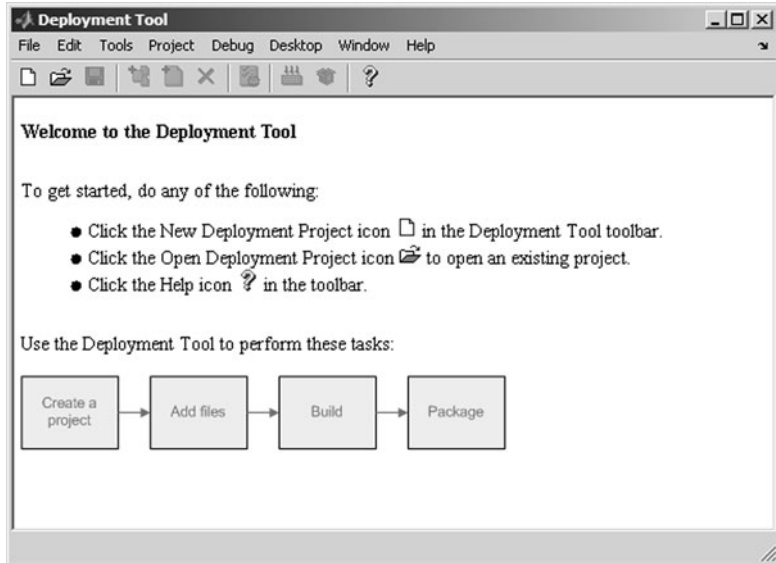 Deployment Tool
File Edit Tools Project Debug Desktop Window Help
Welcome to the Deployment Tool
To get started, do any of the following:
Click the New Deployment Project icon in the Deployment Tool toolbar.
Click the Open Deployment Project icon to open an existing project.
Click the Help icon in the toolbar.
Use the Deployment Tool to perform these tasks:
Create a
project
Add files
Build
Package